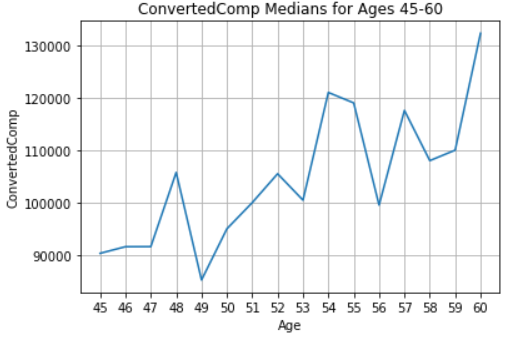 ConvertedComp Medians for Ages 45-60
130000
120000
110000
100000
90000
ConvertedComp
45 46 47 48 49 50 51 52 53 54 55 56 57 58 59 60
Age